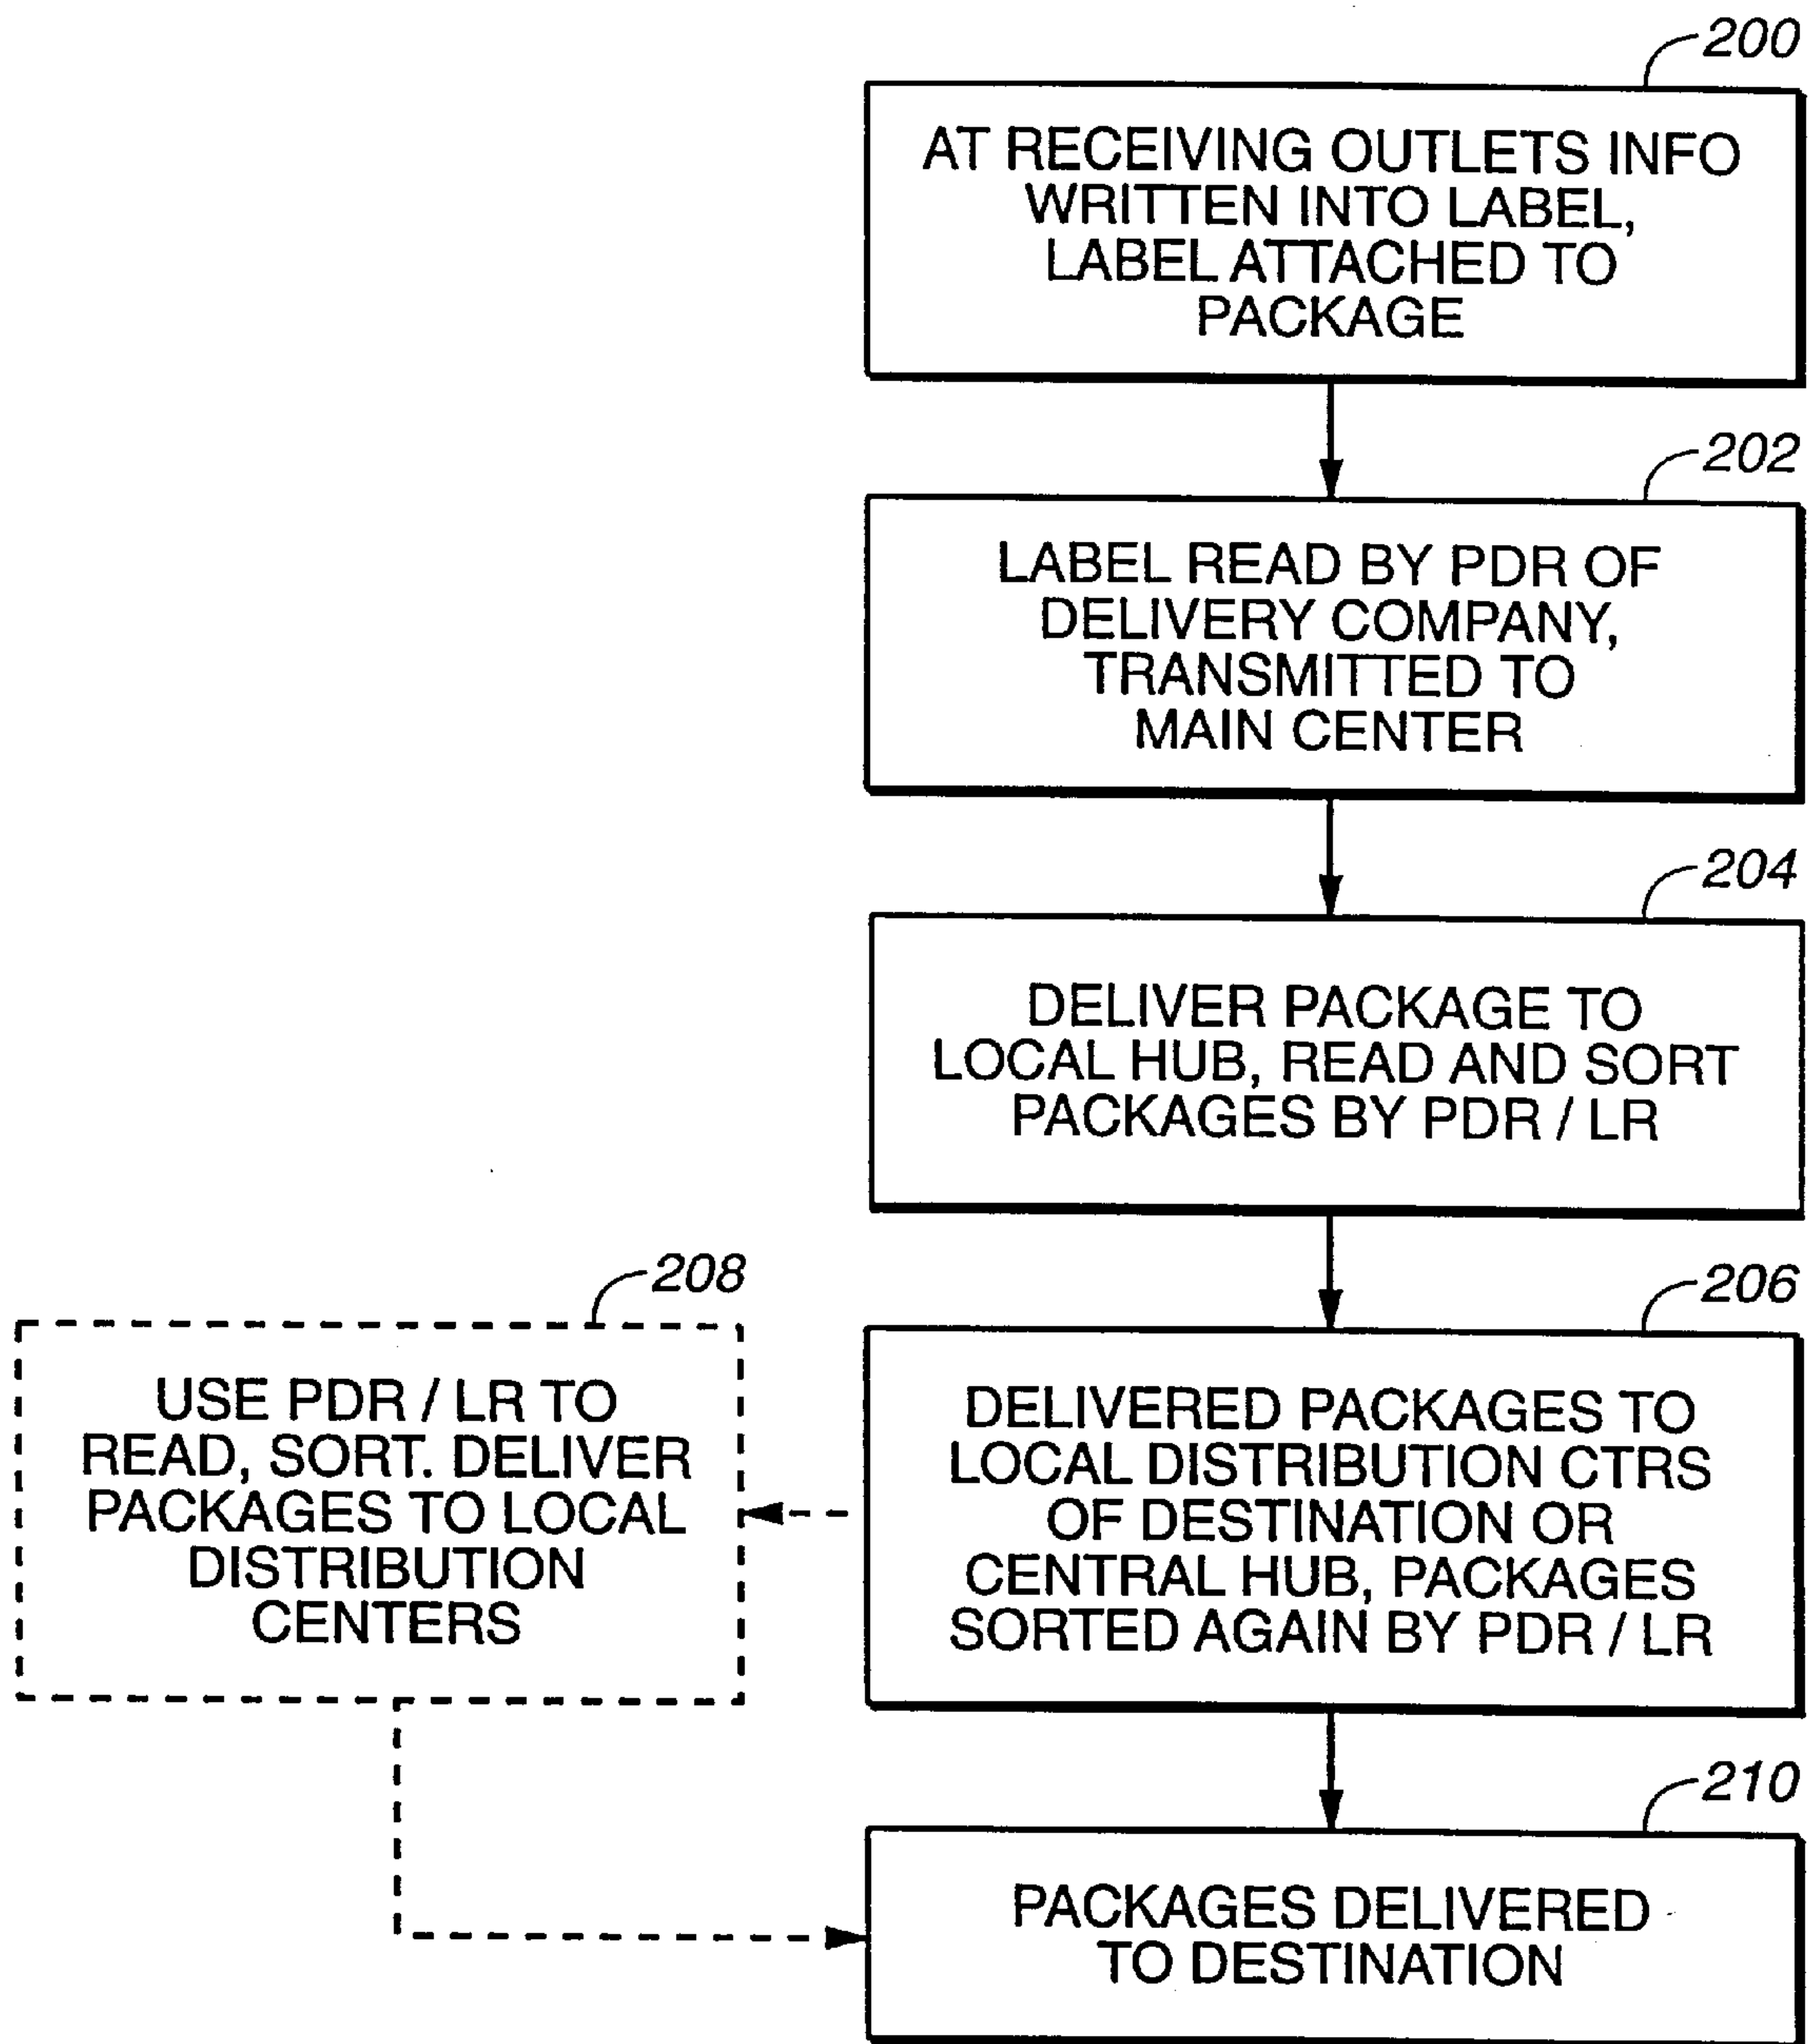 200
AT RECEIVING OUTLETS INFO
WRITTEN INTO LABEL,
LABEL ATTACHED TO
PACKAGE
202
LABEL READ BY PDR OF
DELIVERY COMPANY,
TRANSMITTED TO
MAIN CENTER
204
DELIVER PACKAGE TO
LOCAL HUB, READ AND SORT
PACKAGES BY PDR / LR
206
DELIVERED PACKAGES TO
LOCAL DISTRIBUTION CTRS
OF DESTINATION OR
CENTRAL HUB, PACKAGES
SORTED AGAIN BY PDR / LR
208
USE PDR / LR TO
READ, SORT. DELIVER
PACKAGES TO LOCAL
DISTRIBUTION
CENTERS
210
PACKAGES DELIVERED
TO DESTINATION